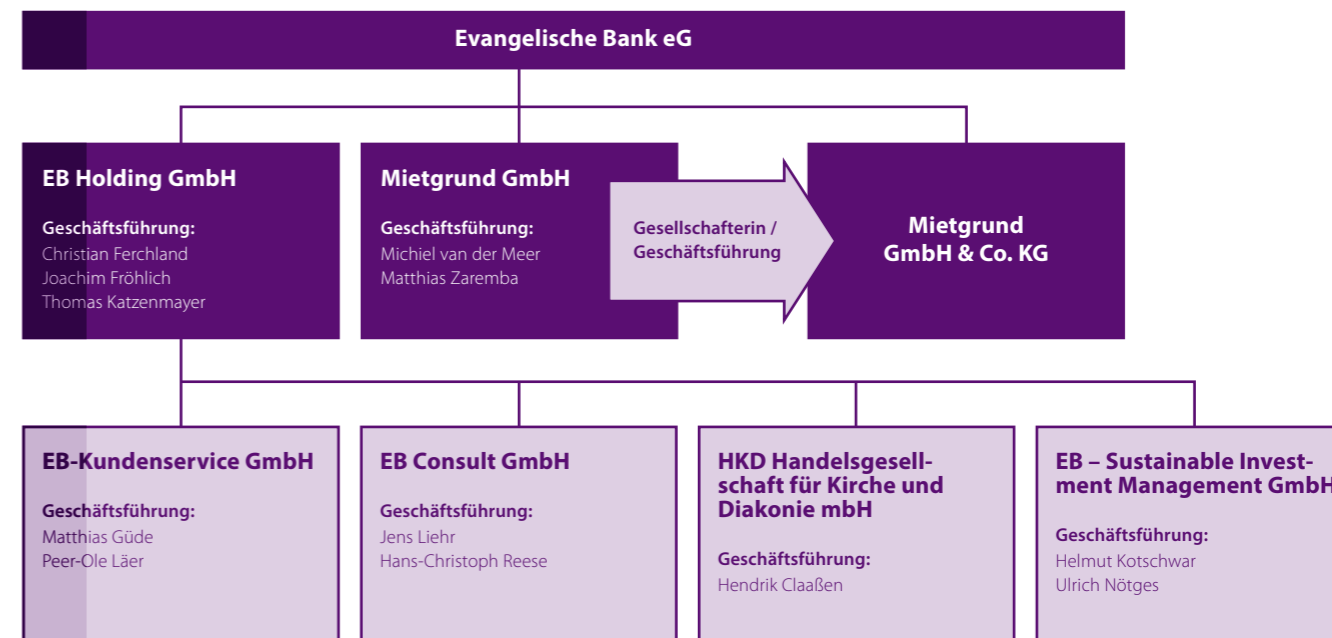 Evangelische Bank eG
EB Holding GmbH
Geschäftsführung:
Christian Ferchland
Joachim Fröhlich
Thomas Katzenmayer
Mietgrund GmbH
Geschäftsführung:
Michiel van der Meer
Matthias Zaremba
Gesellschafterin /
Geschäftsführung
Mietgrund
GmbH & Co. KG
EB-Kundenservice GmbH
Geschäftsführung:
Matthias Güde
Peer-Ole Läer
EB Consult GmbH
Geschäftsführung:
Jens Liehr
Hans-Christoph Reese
HKD Handelsgesell-
schaft für Kirche und
Diakonie mbH
Geschäftsführung:
Hendrik Claaßen
EB – Sustainable Invest-
ment Management GmbH
Geschäftsführung:
Helmut Kotschwar
Ulrich Nötges